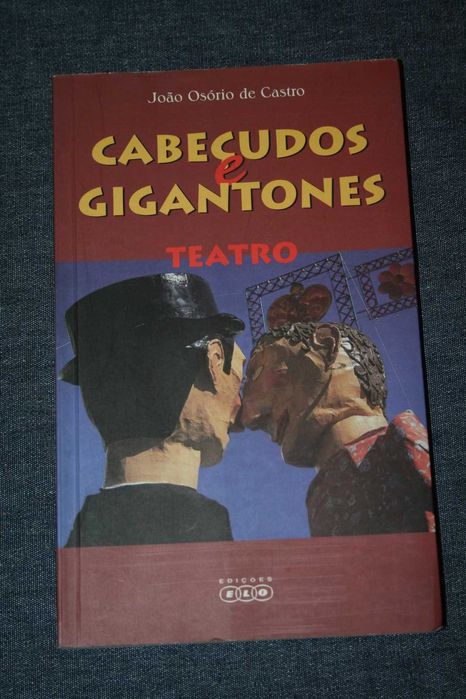 João Osório de Castro
CABEÇUDOS
e
GIGANTONES
TEATRO
EDIÇÕES
ELO